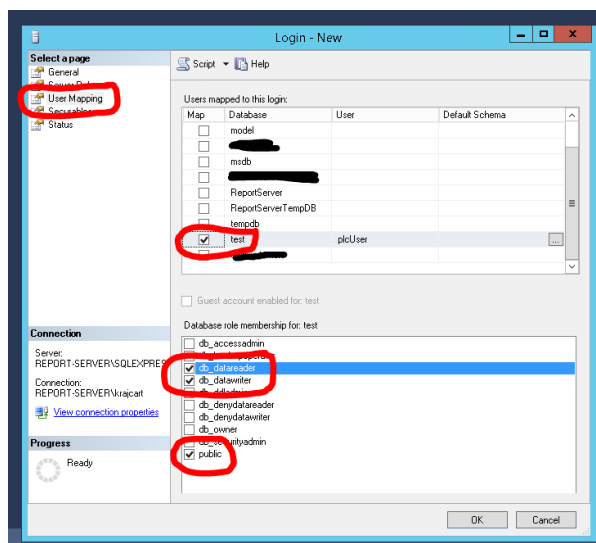 Login - New
Select a page
General
User Mapping
Status
Script
Help
Users mapped to this login:
Map Database User Default Schema
model
msdb
ReportServer
ReportServerTempDB
tempdb
test plcUser ...
Guest account enabled for: test
Database role membership for: test
db_accessadmin
db_datareader
db_datawriter
db_denydatareader
db_denydatawriter
db_owner
db_securityadmin
public
Connection
Server:
REPORT-SERVER\SQLEXPRES
Connection:
REPORT-SERVER\krajcart
View connection properties
Progress
Ready
OK Cancel